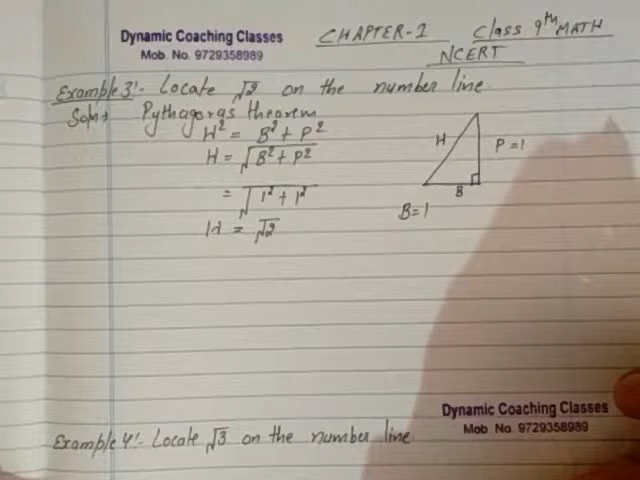 Dynamic Coaching Classes
Mob. No. 9729358989
CHAPTER-1
Class 9th MATH
NCERT
Example 3:- Locate √2 on the number line
Soln:
Pythagoras theorem
H² = B² + P²
H = √B² + P²
= √1² + 1²
H = √2
H
P = 1
B
B = 1
Dynamic Coaching Classes
Mob. No. 9729358989
Example 4:- Locate √3 on the number line